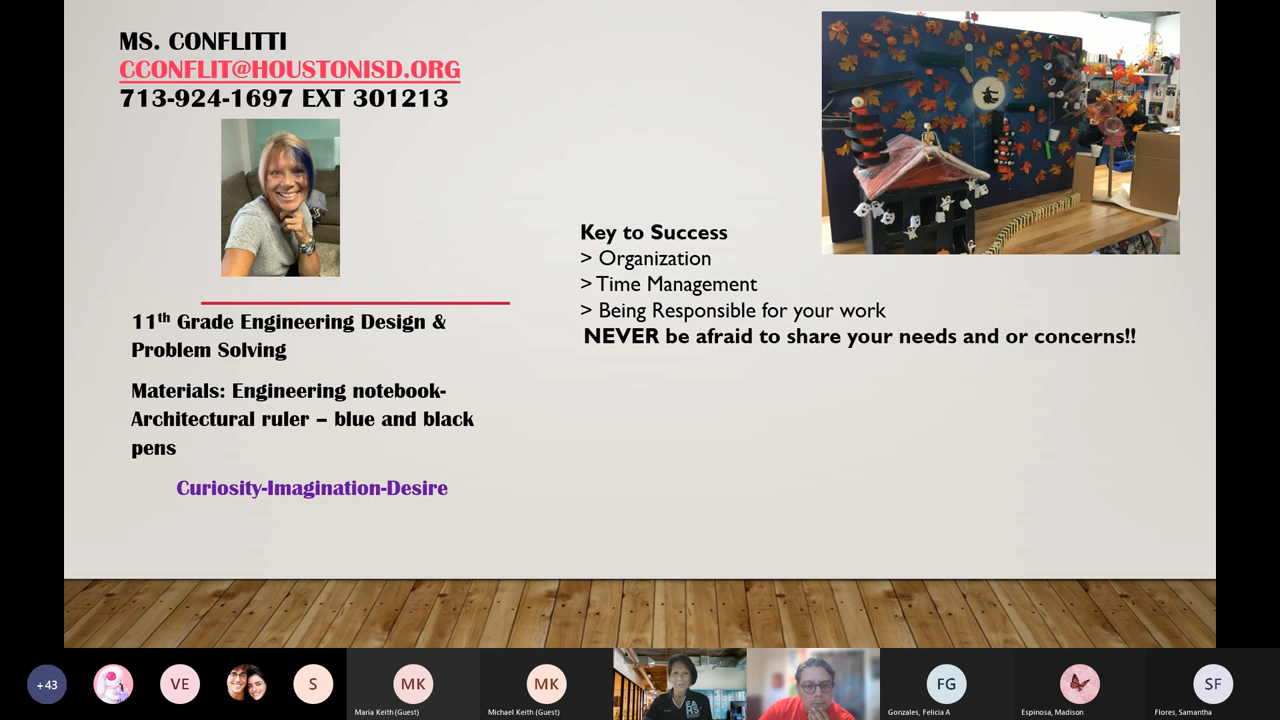 MS. CONFLITTI
CCONFLIT@HOUSTONISD.ORG
713-924-1697 EXT 301213
11th Grade Engineering Design &
Problem Solving
Materials: Engineering notebook-
Architectural ruler – blue and black
pens
Curiosity-Imagination-Desire
Key to Success
> Organization
> Time Management
> Being Responsible for your work
NEVER be afraid to share your needs and or concerns!!
+43
VE
S
MK
Maria Keith (Guest)
MK
Michael Keith (Guest)
EAHS
FG
Gonzales, Felicia A
Espinosa, Madison
SF
Flores, Samantha